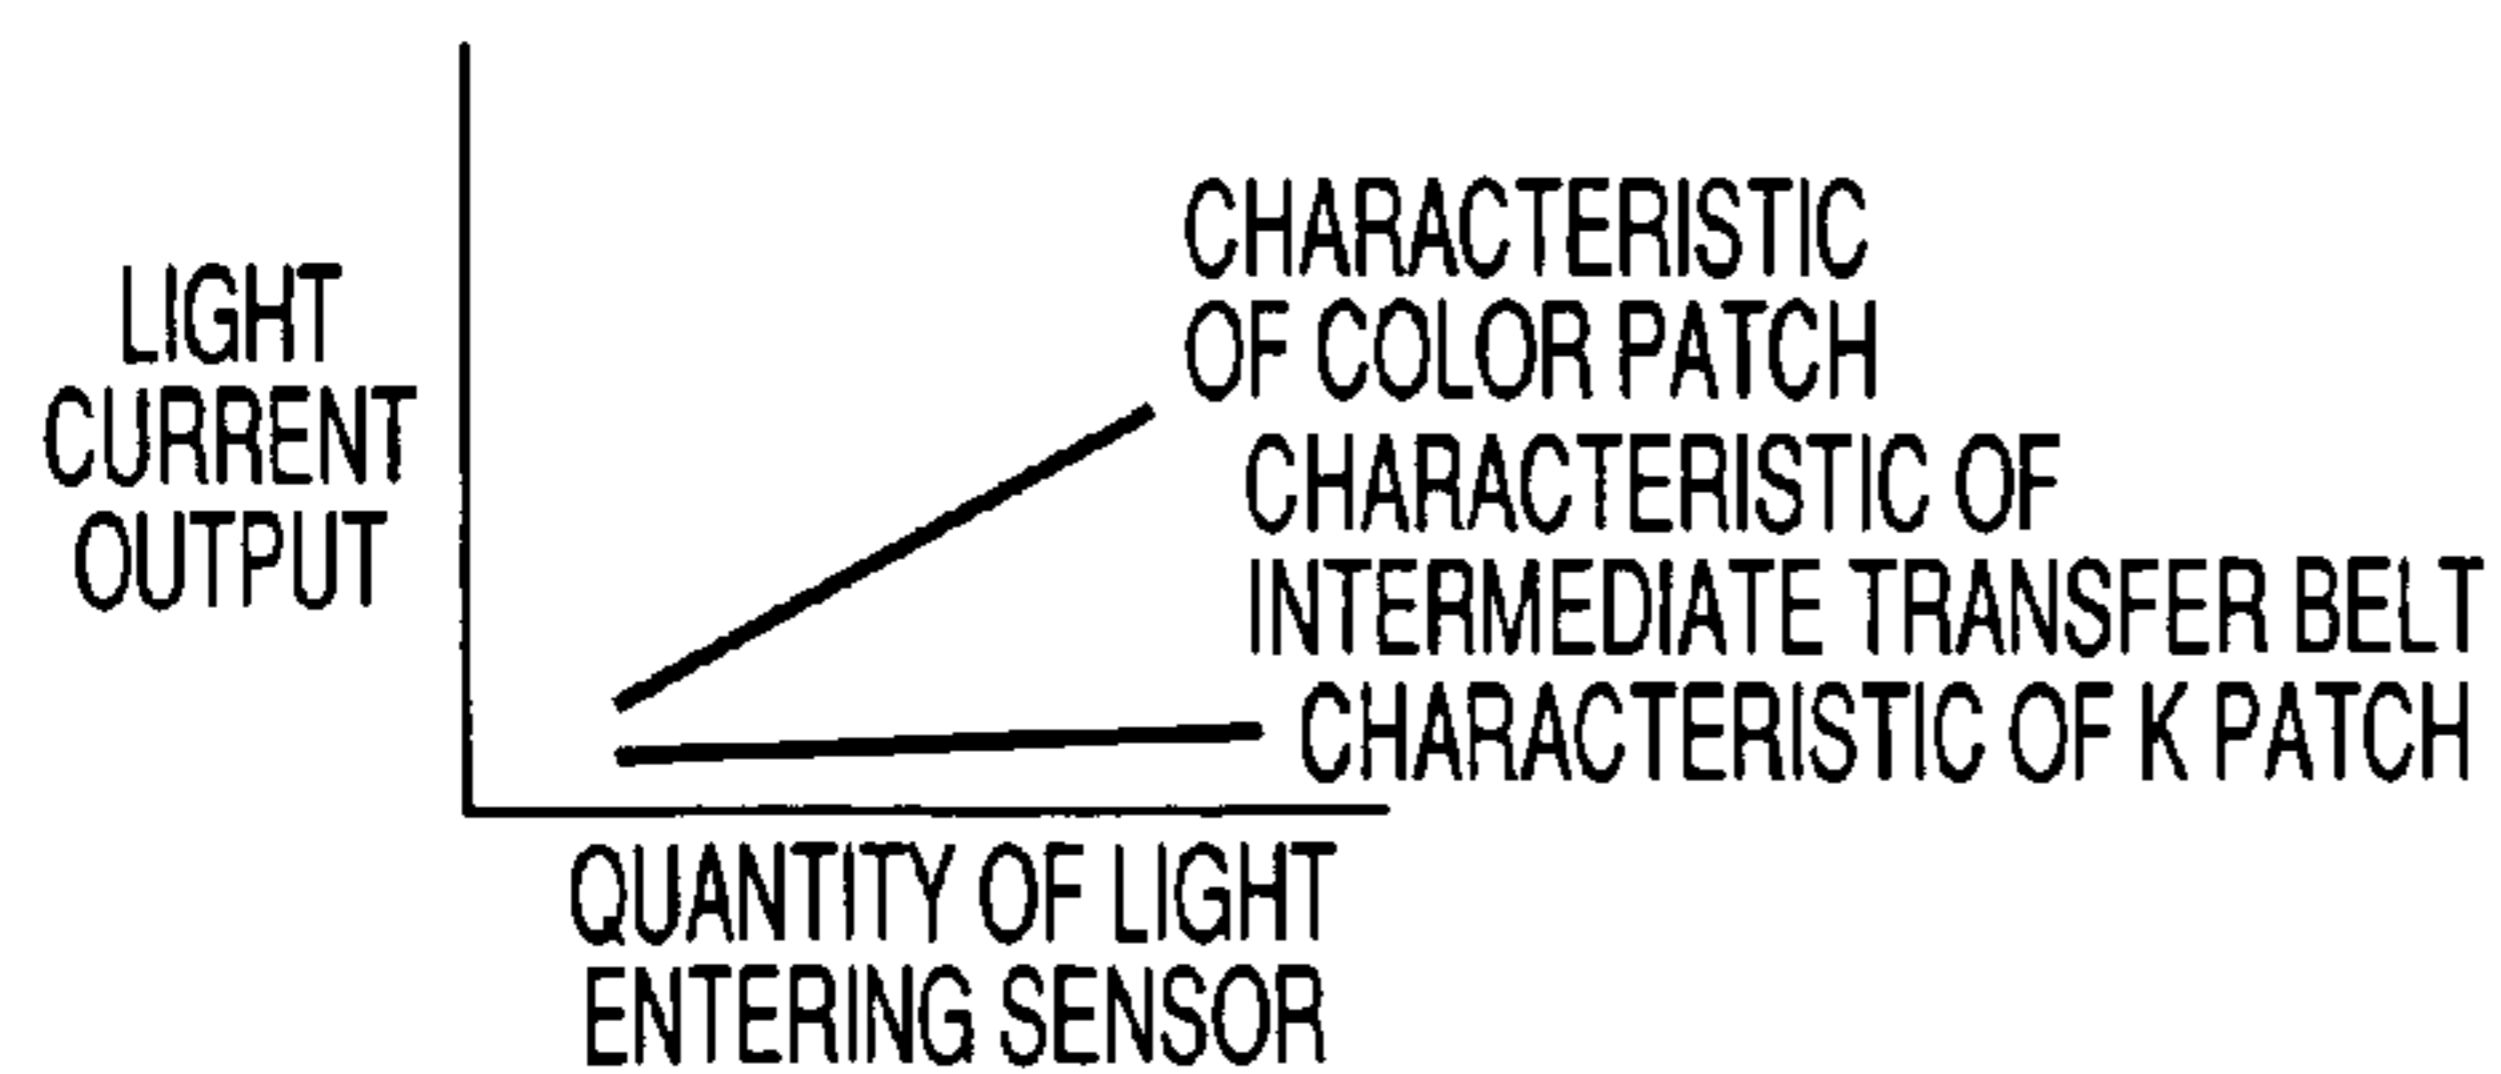 LIGHT
CURRENT
OUTPUT
CHARACTERISTIC
OF COLOR PATCH
CHARACTERISTIC OF
INTERMEDIATE TRANSFER BELT
CHARACTERISTIC OF K PATCH
QUANTITY OF LIGHT
ENTERING SENSOR